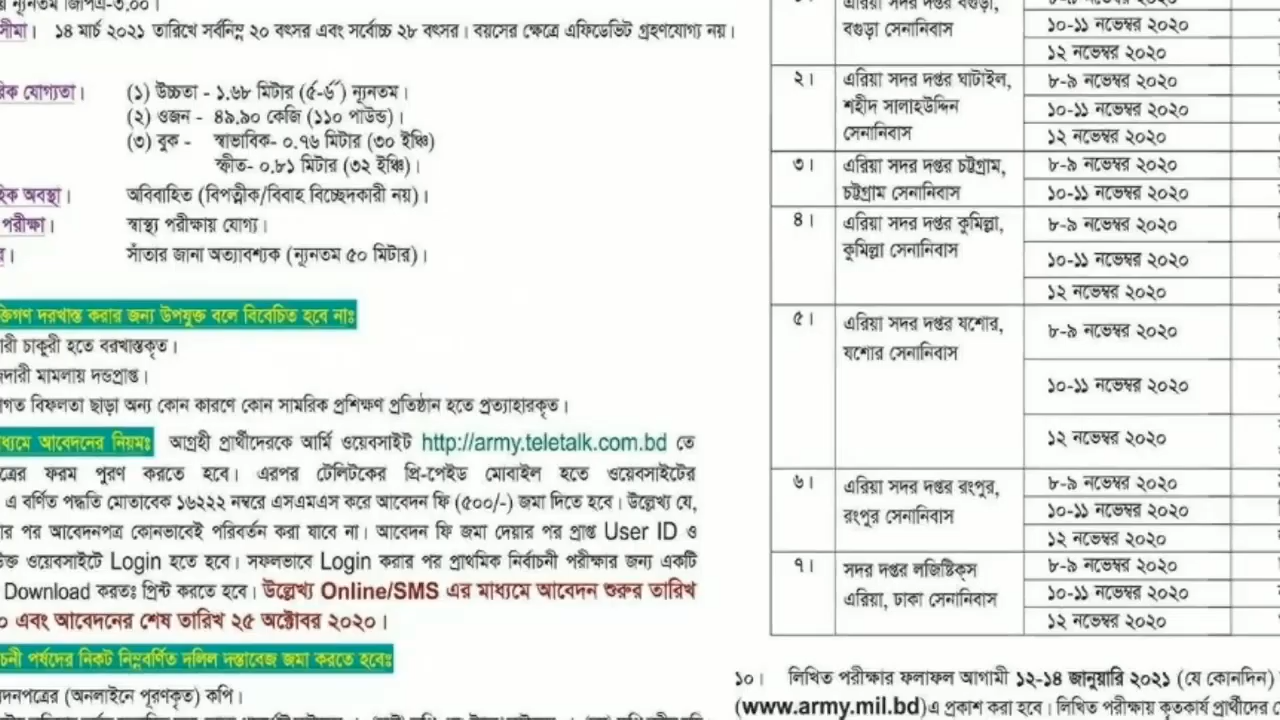 ন্যূনতম জিপিএ-৩.০০।
সীমা। ১৪ মার্চ ২০২১ তারিখে সর্বনিম্ন ২০ বৎসর এবং সর্বোচ্চ ২৮ বৎসর। বয়সের ক্ষেত্রে এফিডেভিট গ্রহণযোগ্য নয়।
রিক যোগ্যতা। (১) উচ্চতা - ১.৬৮ মিটার (৫-৬˝) ন্যূনতম।
(২) ওজন - ৪৯.৯০ কেজি (১১০ পাউন্ড)।
(৩) বুক - স্বাভাবিক- ০.৭৬ মিটার (৩০ ইঞ্চি)
স্ফীত- ০.৮১ মিটার (৩২ ইঞ্চি)।
হিক অবস্থা। অবিবাহিত (বিপত্নীক/বিবাহ বিচ্ছেদকারী নয়)।
পরীক্ষা। স্বাস্থ্য পরীক্ষায় যোগ্য।
র। সাঁতার জানা অত্যাবশ্যক (ন্যূনতম ৫০ মিটার)।
ক্তিগণ দরখাস্ত করার জন্য উপযুক্ত বলে বিবেচিত হবে নাঃ
ারী চাকুরী হতে বরখাস্তকৃত।
জদারী মামলায় দন্ডপ্রাপ্ত।
গত বিফলতা ছাড়া অন্য কোন কারণে কোন সামরিক প্রশিক্ষণ প্রতিষ্ঠান হতে প্রত্যাহারকৃত।
াধ্যমে আবেদনের নিয়মঃ আগ্রহী প্রার্থীদেরকে আর্মি ওয়েবসাইট http://army.teletalk.com.bd তে
ত্রের ফরম পুরণ করতে হবে। এরপর টেলিটকের প্রি-পেইড মোবাইল হতে ওয়েবসাইটের
এ বর্ণিত পদ্ধতি মোতাবেক ১৬২২২ নম্বরে এসএমএস করে আবেদন ফি (৫০০/-) জমা দিতে হবে। উল্লেখ্য যে,
ার পর আবেদনপত্র কোনভাবেই পরিবর্তন করা যাবে না। আবেদন ফি জমা দেয়ার পর প্রাপ্ত User ID ও
ক্ত ওয়েবসাইটে Login হতে হবে। সফলভাবে Login করার পর প্রাথমিক নির্বাচনী পরীক্ষার জন্য একটি
Download করতঃ প্রিন্ট করতে হবে। উল্লেখ্য Online/SMS এর মাধ্যমে আবেদন শুরুর তারিখ
০ এবং আবেদনের শেষ তারিখ ২৫ অক্টোবর ২০২০।
চনী পর্ষদের নিকট নিম্নবর্ণিত দলিল দস্তাবেজ জমা করতে হবেঃ
দনপত্রের (অনলাইনে পূরণকৃত) কপি।
এরিয়া সদর দপ্তর বগুড়া,
বগুড়া সেনানিবাস
১০-১১ নভেম্বর ২০২০
১২ নভেম্বর ২০২০
২। এরিয়া সদর দপ্তর ঘাটাইল, ৮-৯ নভেম্বর ২০২০
শহীদ সালাহউদ্দিন ১০-১১ নভেম্বর ২০২০
সেনানিবাস ১২ নভেম্বর ২০২০
৩। এরিয়া সদর দপ্তর চট্টগ্রাম, ৮-৯ নভেম্বর ২০২০
চট্টগ্রাম সেনানিবাস ১০-১১ নভেম্বর ২০২০
৪। এরিয়া সদর দপ্তর কুমিল্লা, ৮-৯ নভেম্বর ২০২০
কুমিল্লা সেনানিবাস ১০-১১ নভেম্বর ২০২০
১২ নভেম্বর ২০২০
৫। এরিয়া সদর দপ্তর যশোর, ৮-৯ নভেম্বর ২০২০
যশোর সেনানিবাস
১০-১১ নভেম্বর ২০২০
১২ নভেম্বর ২০২০
৬। এরিয়া সদর দপ্তর রংপুর, ৮-৯ নভেম্বর ২০২০
রংপুর সেনানিবাস ১০-১১ নভেম্বর ২০২০
১২ নভেম্বর ২০২০
৭। সদর দপ্তর লজিষ্টিক্‌স ৮-৯ নভেম্বর ২০২০
এরিয়া, ঢাকা সেনানিবাস ১০-১১ নভেম্বর ২০২০
১২ নভেম্বর ২০২০
১০। লিখিত পরীক্ষার ফলাফল আগামী ১২-১৪ জানুয়ারি ২০২১ (যে কোনদিন)
(www.army.mil.bd)এ প্রকাশ করা হবে। লিখিত পরীক্ষায় কৃতকার্য প্রার্থীদের